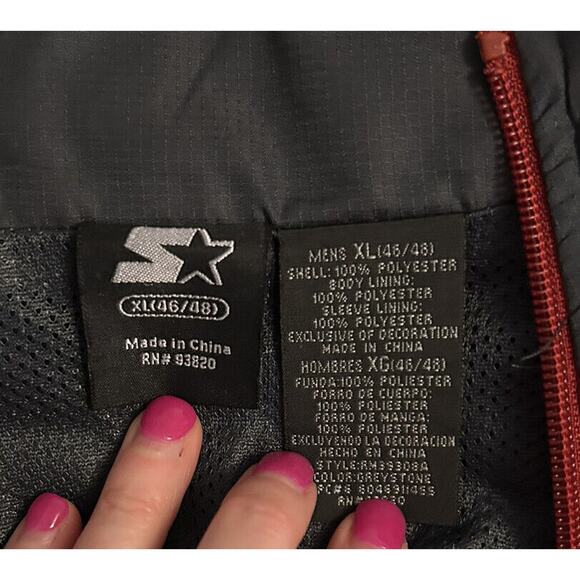 XL(46/48)
Made in China
RN# 93820
MENS XL(46/48)
SHELL: 100% POLYESTER
BODY LINING:
100% POLYESTER
SLEEVE LINING:
100% POLYESTER
EXCLUSIVE OF DECORATION
MADE IN CHINA
HOMBRES XG(46/48)
FUNDA:100% POLIESTER
FORRO DE CUERPO:
100% POLIESTER
FORRO DE MANGA:
100% POLIESTER
EXCLUYENDO LA DECORACION
HECHO EN CHINA
STYLE:RM39308A
COLOR:GREYSTONE